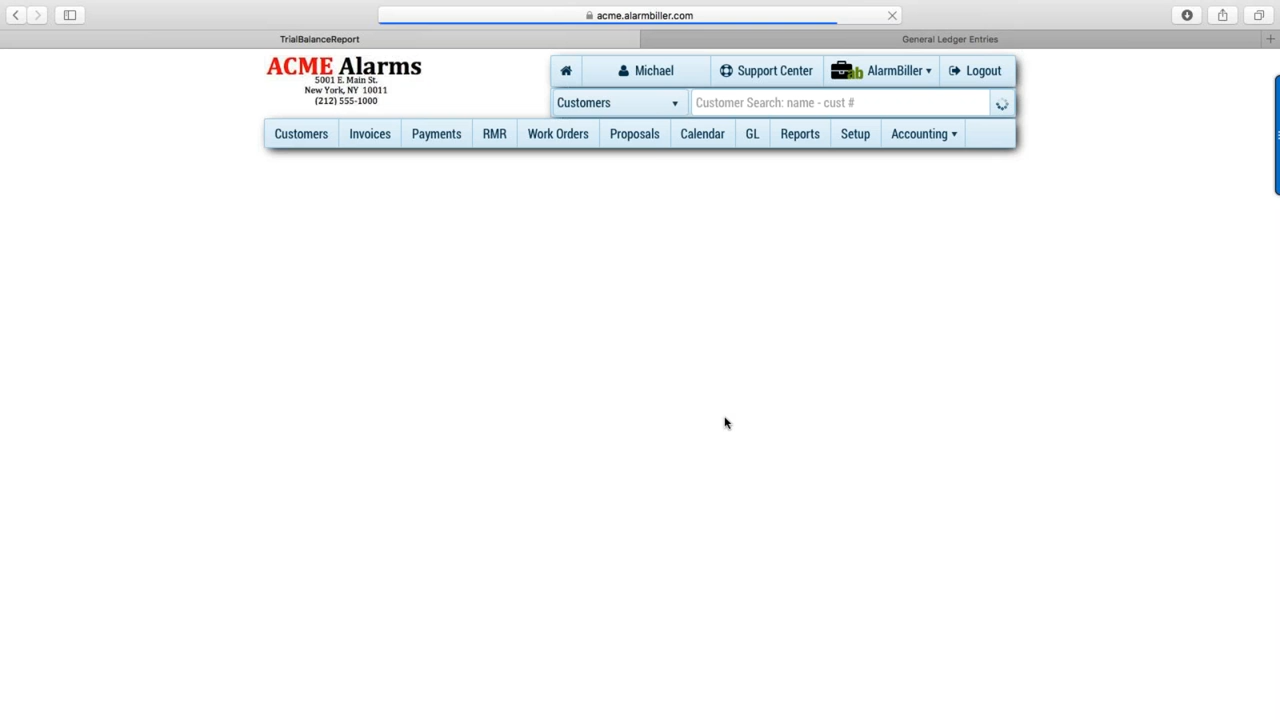 acme.alarmbiller.com
TrialBalanceReport
General Ledger Entries
ACME Alarms
5001 E. Main St.
New York, NY 10011
(212) 555-1000
Michael
Support Center
ab AlarmBiller
Logout
Customers
Customer Search: name - cust #
Customers
Invoices
Payments
RMR
Work Orders
Proposals
Calendar
GL
Reports
Setup
Accounting